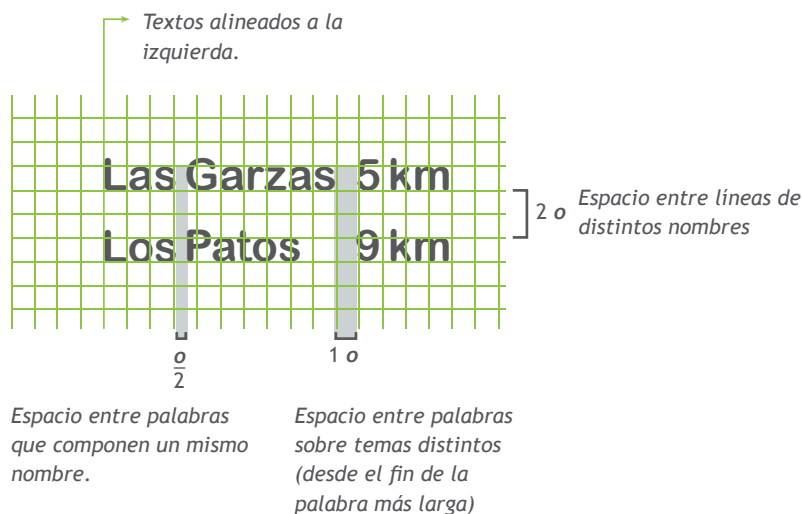 Textos alineados a la
izquierda.
Las Garzas 5 km
Los Patos 9 km
2 o
Espacio entre líneas de
distintos nombres
o
2
1 o
Espacio entre palabras
que componen un mismo
nombre.
Espacio entre palabras
sobre temas distintos
(desde el fin de la
palabra más larga)